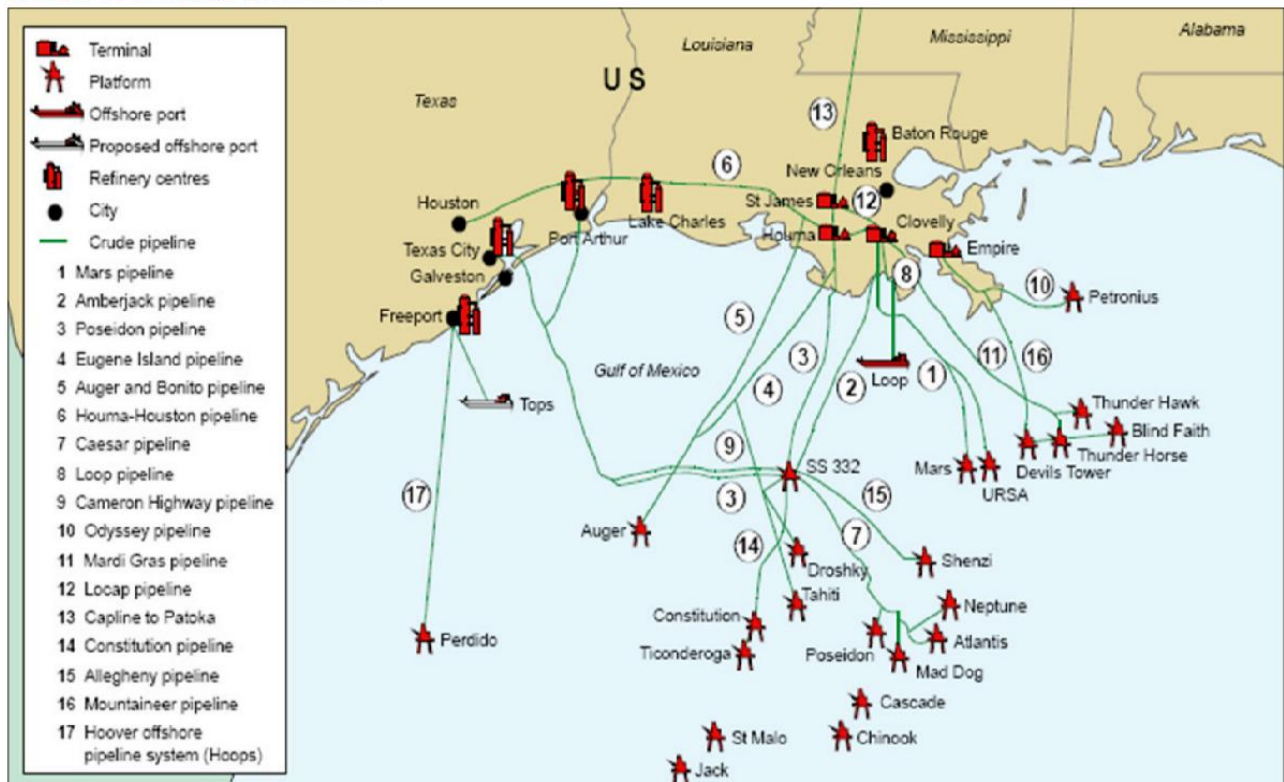 Terminal
Platform
Offshore port
Proposed offshore port
Refinery centres
City
Crude pipeline
1 Mars pipeline
2 Amberjack pipeline
3 Poseidon pipeline
4 Eugene Island pipeline
5 Auger and Bonito pipeline
6 Houma-Houston pipeline
7 Caesar pipeline
8 Loop pipeline
9 Cameron Highway pipeline
10 Odyssey pipeline
11 Mardi Gras pipeline
12 Locap pipeline
13 Capline to Patoka
14 Constitution pipeline
15 Allegheny pipeline
16 Mountaineer pipeline
17 Hoover offshore
pipeline system (Hoops)
Louisiana
Mississippi
Alabama
US
Texas
13
Baton Rouge
6
New Orleans
St James
12
Houston
Lake Charles
Port Arthur
Houma
Clovelly
Texas City
Empire
Galveston
8
10
Petronius
Freeport
5
3
11
16
Gulf of Mexico
4
2
Loop
1
Tops
Thunder Hawk
Blind Faith
9
SS 332
Mars
URSA
Devils Tower
Thunder Horse
17
3
15
Auger
14
7
Droshky
Shenzi
Tahiti
Constitution
Neptune
Perdido
Ticonderoga
Poseidon
Atlantis
Mad Dog
Cascade
St Malo
Chinook
Jack